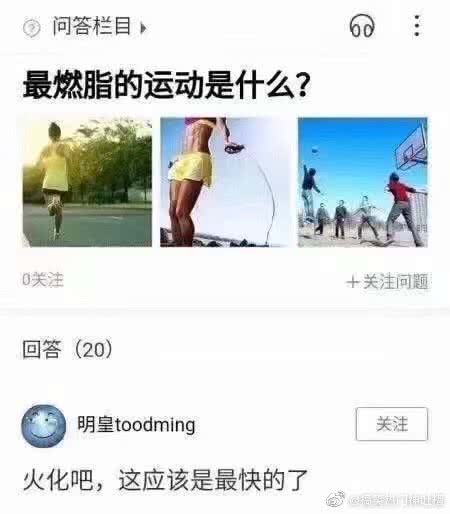 问答栏目
最燃脂的运动是什么?
0关注
+关注问题
回答（20）
明皇toodming
关注
火化吧，这应该是最快的了